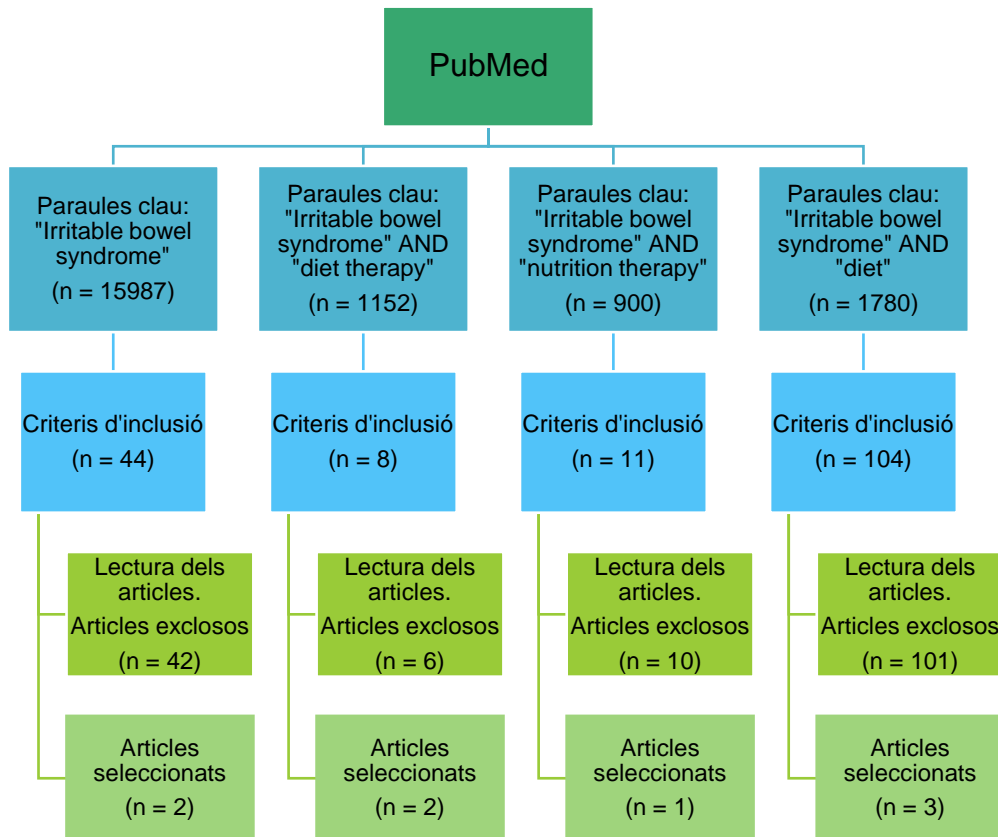 PubMed
Paraules clau:
"Irritable bowel
syndrome"
(n = 15987)
Paraules clau:
"Irritable bowel
syndrome" AND
"diet therapy"
(n = 1152)
Paraules clau:
"Irritable bowel
syndrome" AND
"nutrition therapy"
(n = 900)
Paraules clau:
"Irritable bowel
syndrome" AND
"diet"
(n = 1780)
Criteris d'inclusió
(n = 44)
Criteris d'inclusió
(n = 8)
Criteris d'inclusió
(n = 11)
Criteris d'inclusió
(n = 104)
Lectura dels
articles.
Articles exclosos
(n = 42)
Lectura dels
articles.
Articles exclosos
(n = 6)
Lectura dels
articles.
Articles exclosos
(n = 10)
Lectura dels
articles.
Articles exclosos
(n = 101)
Articles
seleccionats
(n = 2)
Articles
seleccionats
(n = 2)
Articles
seleccionats
(n = 1)
Articles
seleccionats
(n = 3)